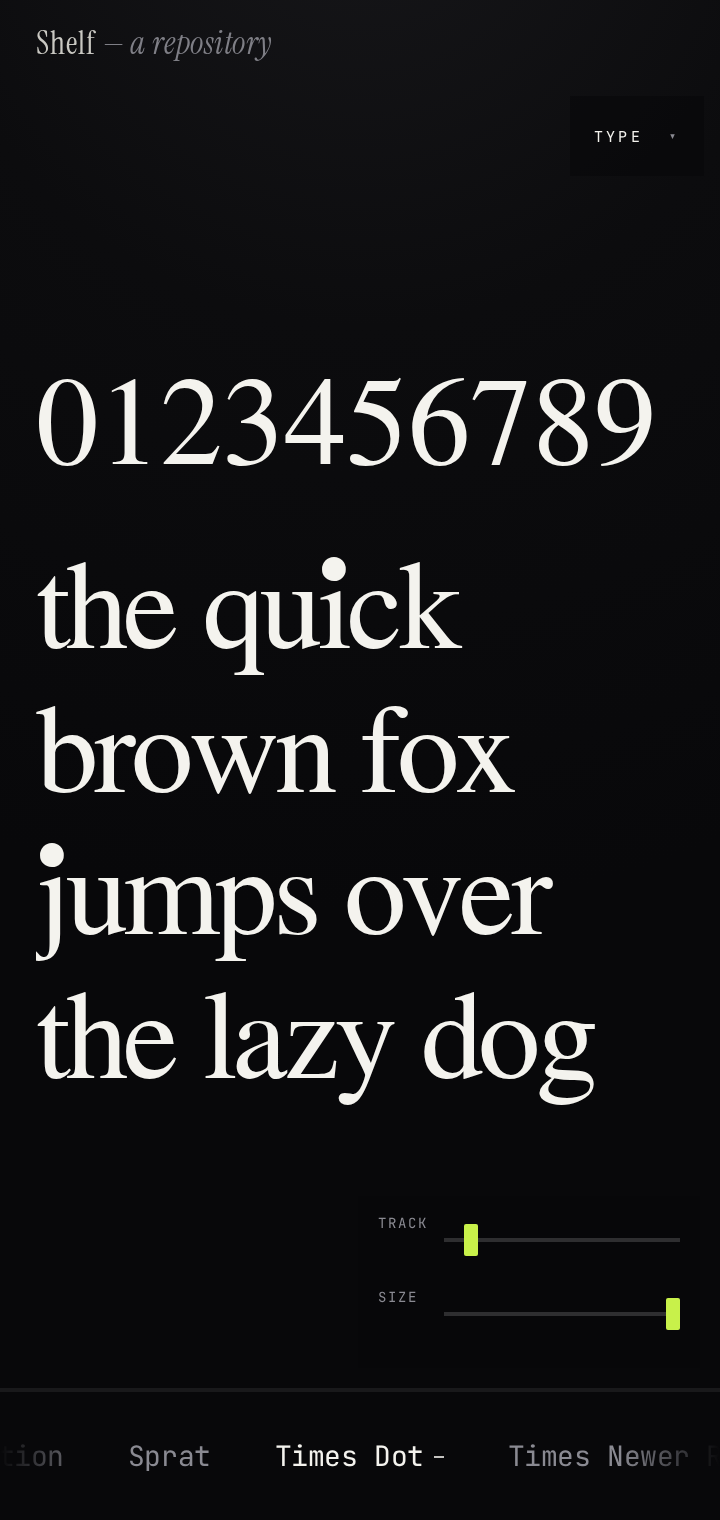 Shelf — a repository
TYPE ▾
0123456789
the quick
brown fox
jumps over
the lazy dog
TRACK
SIZE
tion Sprat Times Dot – Times Newer